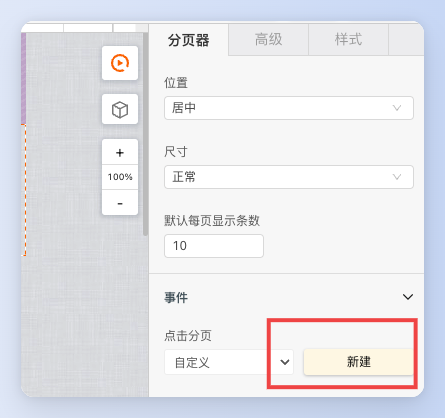 分页器 高级 样式
位置
居中
尺寸
正常
+
100%
-
默认每页显示条数
10
事件
点击分页
自定义 新建